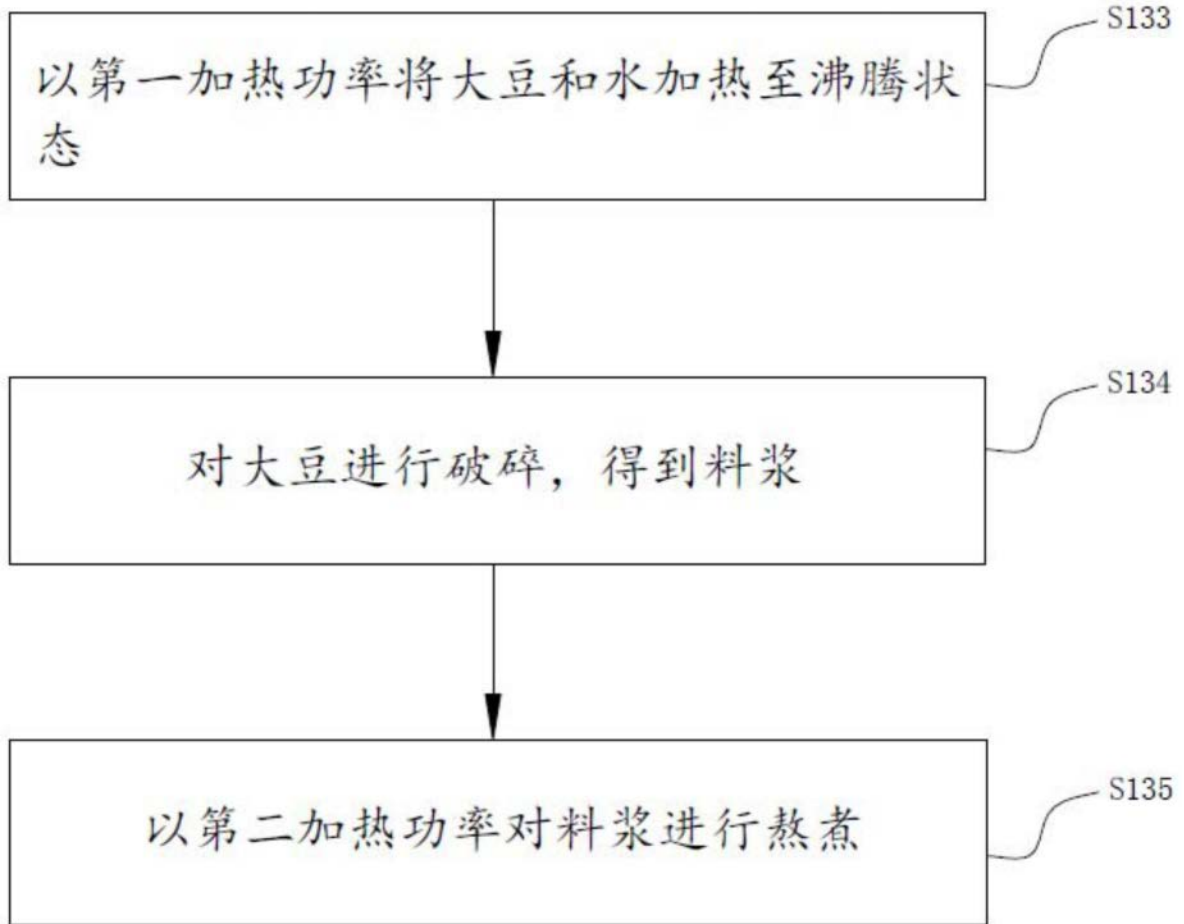 S133
以第一加热功率将大豆和水加热至沸腾状
态
S134
对大豆进行破碎，得到料浆
S135
以第二加热功率对料浆进行熬煮